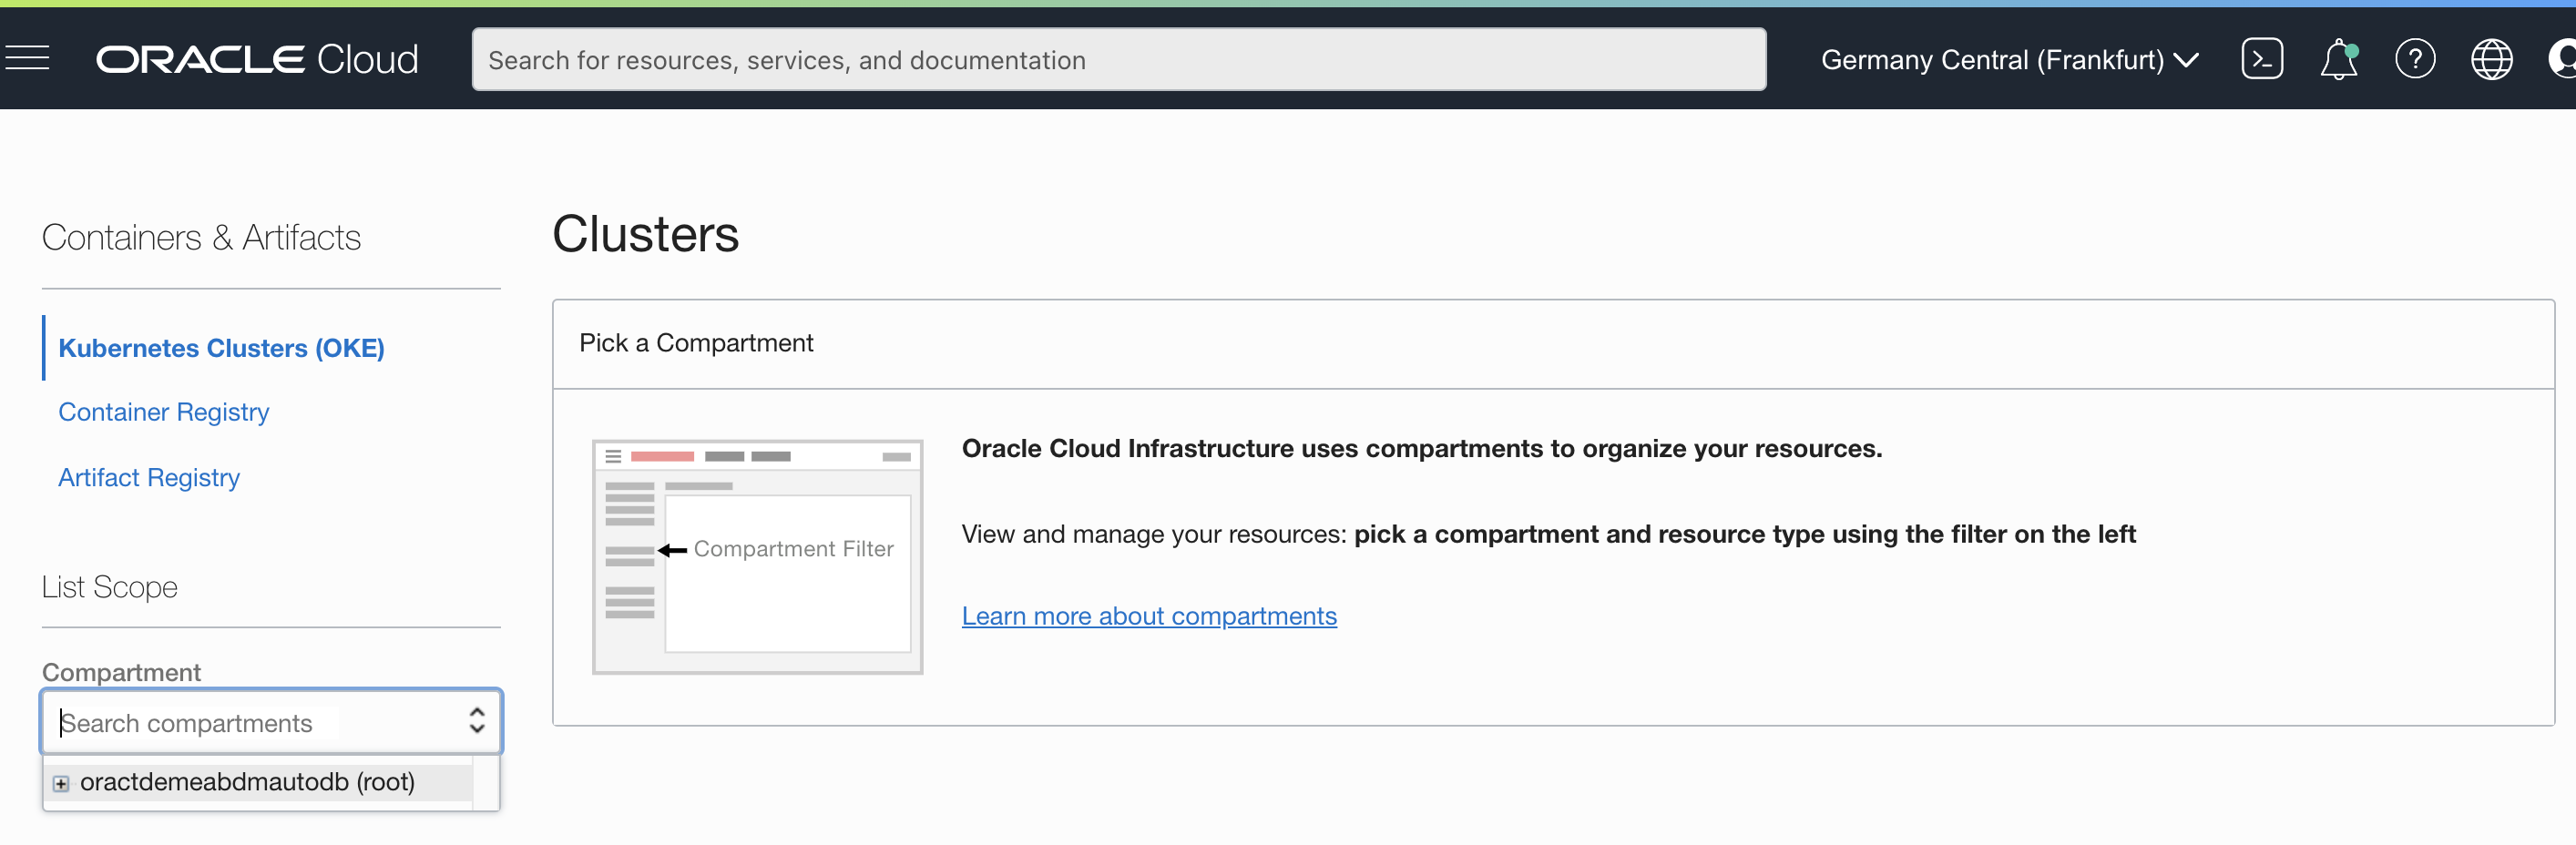 ORACLE Cloud
Search for resources, services, and documentation
Germany Central (Frankfurt)
Containers & Artifacts
Kubernetes Clusters (OKE)
Container Registry
Artifact Registry
List Scope
Compartment
Search compartments
oractdemeabdmautodb (root)
Clusters
Pick a Compartment
Compartment Filter
Oracle Cloud Infrastructure uses compartments to organize your resources.
View and manage your resources: pick a compartment and resource type using the filter on the left
Learn more about compartments